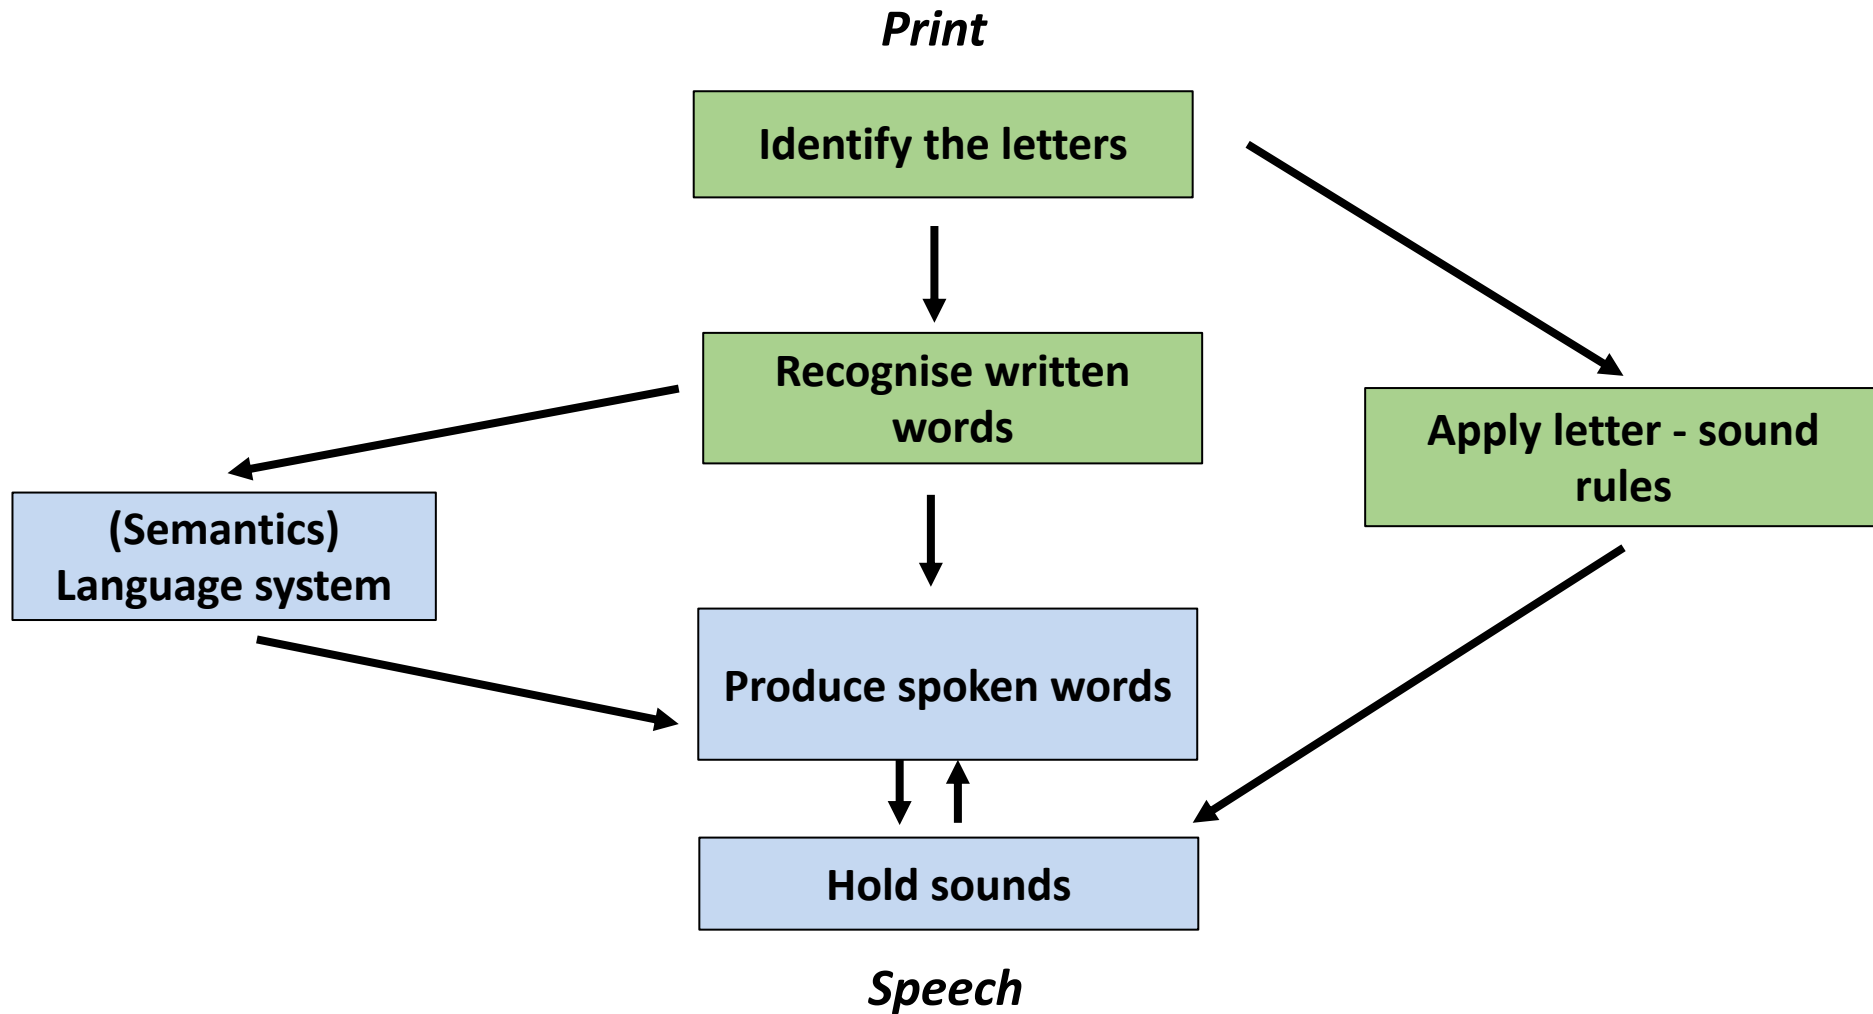 Print
Identify the letters
Recognise written
words
Apply letter - sound
rules
(Semantics)
Language system
Produce spoken words
Hold sounds
Speech